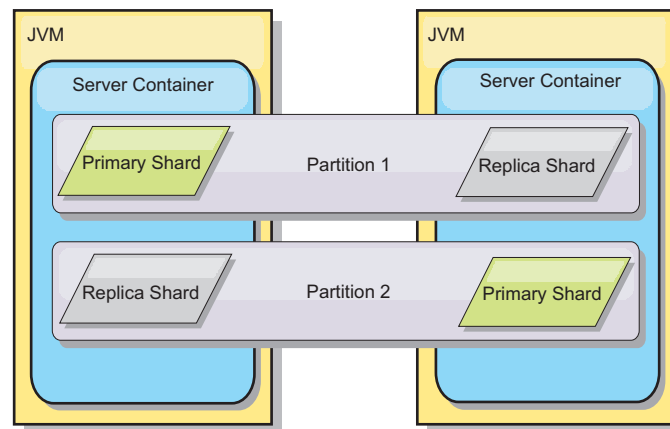 JVM
JVM
Server Container
Server Container
Primary Shard
Partition 1
Replica Shard
Replica Shard
Partition 2
Primary Shard